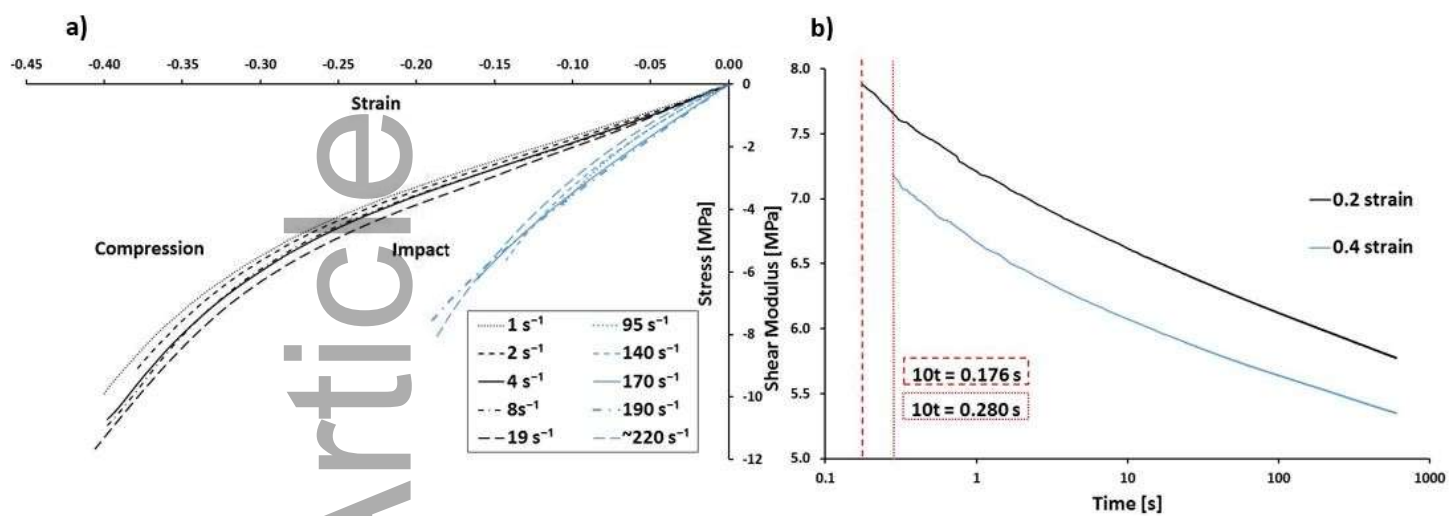 a)
-0.45 -0.40 -0.35 -0.30 -0.25 -0.20 -0.15 -0.10 -0.05 0.00
0
-2
-4
-6
-8
-10
-12
Strain
Stress [MPa]
Compression
Impact
1 s⁻¹ 95 s⁻¹
2 s⁻¹ 140 s⁻¹
4 s⁻¹ 170 s⁻¹
8s⁻¹ 190 s⁻¹
19 s⁻¹ ~220 s⁻¹
Article
b)
8.0
7.5
7.0
6.5
6.0
5.5
5.0
Shear Modulus [MPa]
0.2 strain
0.4 strain
10t = 0.176 s
10t = 0.280 s
0.1 1 10 100 1000
Time [s]